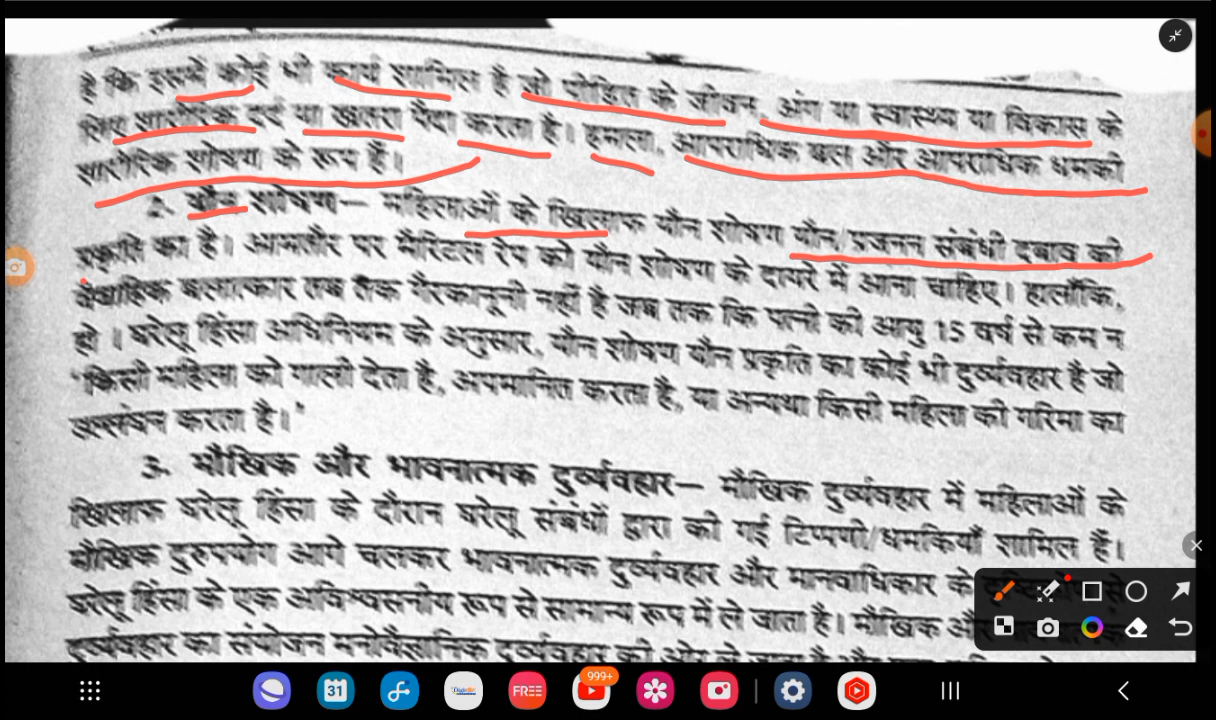 है कि इसमें कोई भी कार्य शामिल है जो पीड़ित के जीवन, अंग या स्वास्थ्य या विकास के
लिए शारीरिक दर्द या खतरा पैदा करता है। हमला, आपराधिक बल और आपराधिक धमकी
शारीरिक शोषण के रूप है।
2. यौन शोषण— महिलाओं के खिलाफ यौन शोषण यौन/प्रजनन संबंधी दबाव की
प्रकृति का है। आमतौर पर मैरिटल रेप को यौन शोषण के दायरे में आना चाहिए। हालाँकि,
वैवाहिक बलात्कार तब तक गैरकानूनी नहीं है जब तक कि पत्नी की आयु 15 वर्ष से कम न
हो । घरेलू हिंसा अधिनियम के अनुसार, यौन शोषण यौन प्रकृति का कोई भी दुर्व्यवहार है जो
'किसी महिला को गाली देता है, अपमानित करता है, या अन्यथा किसी महिला की गरिमा का
उल्लंघन करता है।'
3. मौखिक और भावनात्मक दुर्व्यवहार— मौखिक दुर्व्यवहार में महिलाओं के
खिलाफ घरेलू हिंसा के दौरान घरेलू संबंधों द्वारा की गई टिप्पणी/धमकियाँ शामिल हैं।
मौखिक दुरुपयोग आगे चलकर भावनात्मक दुर्व्यवहार और मानवाधिकार के
घरेलू हिंसा के एक अविश्वसनीय रूप से सामान्य रूप में ले जाता है। मौखिक
दुर्व्यवहार का संयोजन मनोवैज्ञानिक दुर्व्यवहार की ओर ले जाता है
31
FREE
999+